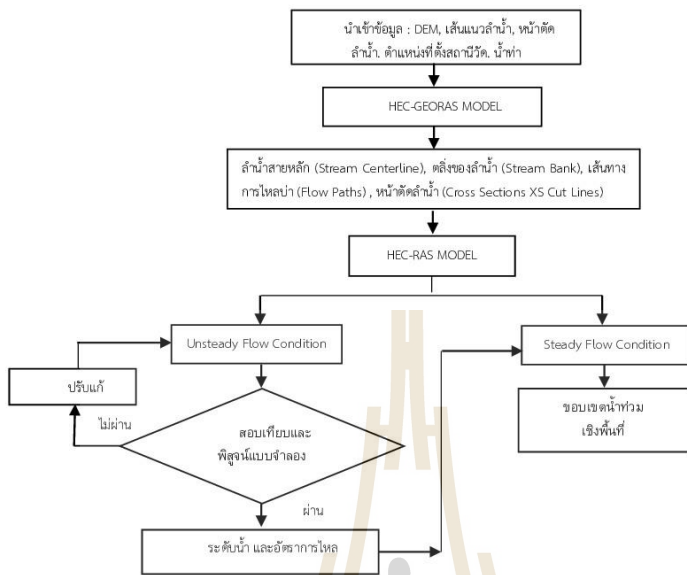 นำเข้าข้อมูล : DEM, เส้นแนวลำน้ำ, หน้าตัด
ลำน้ำ. ตำแหน่งที่ตั้งสถานีวัด. น้ำท่า
HEC-GEORAS MODEL
ลำน้ำสายหลัก (Stream Centerline), ตลิ่งของลำน้ำ (Stream Bank), เส้นทาง
การไหลบ่า (Flow Paths) , หน้าตัดลำน้ำ (Cross Sections XS Cut Lines)
HEC-RAS MODEL
Unsteady Flow Condition
Steady Flow Condition
ปรับแก้
ขอบเขตน้ำท่วม
เชิงพื้นที่
ไม่ผ่าน
สอบเทียบและ
พิสูจน์แบบจำลอง
ผ่าน
ระดับน้ำ และอัตราการไหล